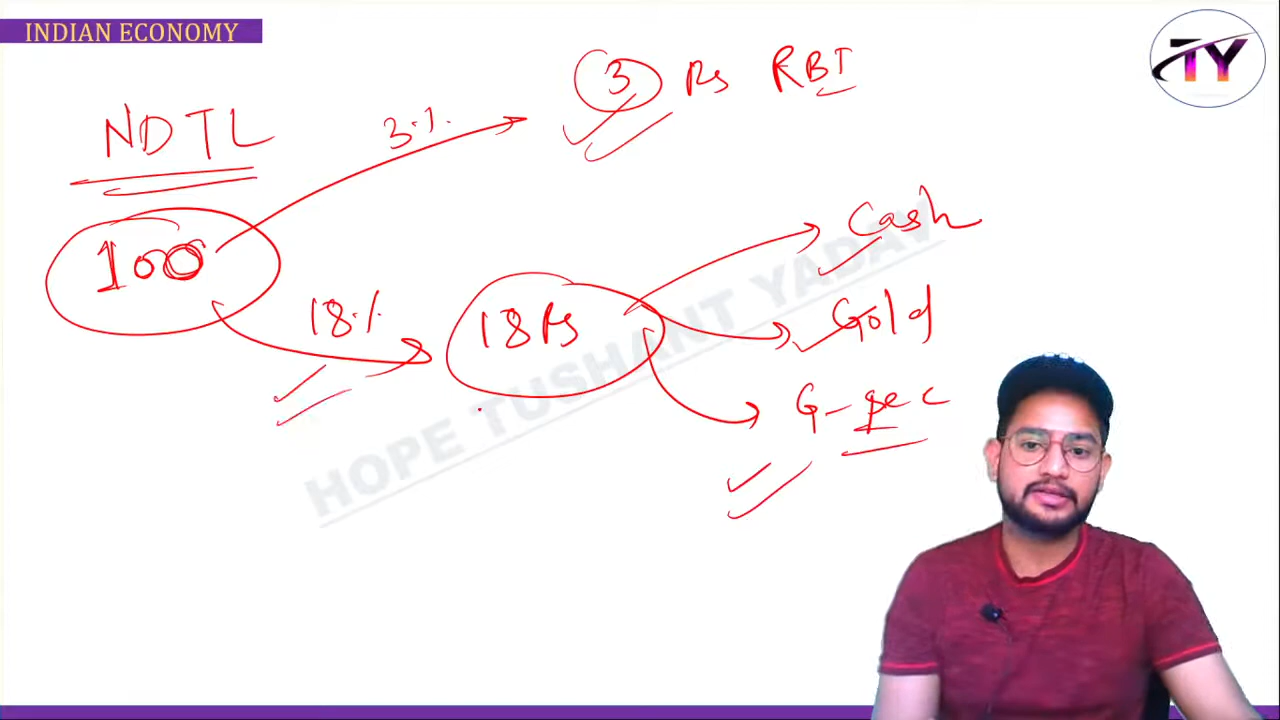 INDIAN ECONOMY
TY
3 Rs RBI
NDTL
3%
100
Cash
18%
18 Rs
Gold
G-sec
HOPE TUSHANT YADAV